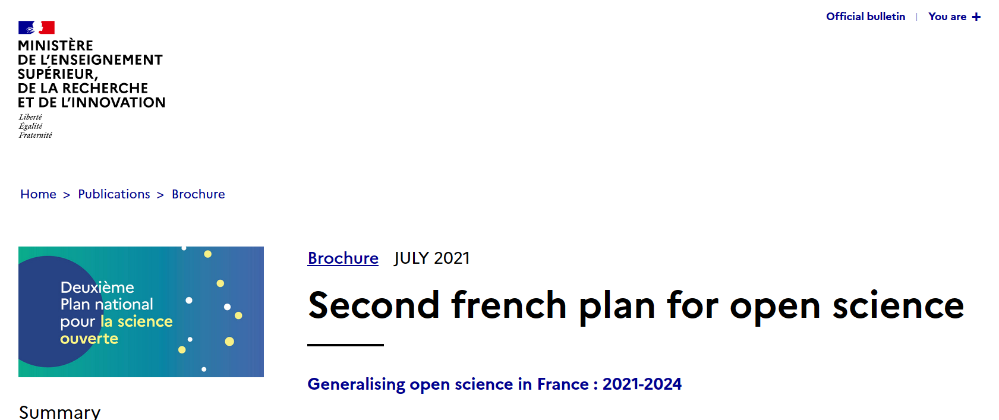 Official bulletin | You are +
MINISTÈRE
DE L'ENSEIGNEMENT
SUPÉRIEUR,
DE LA RECHERCHE
ET DE L'INNOVATION
Liberté
Égalité
Fraternité
Home > Publications > Brochure
Deuxième
Plan national
pour la science
ouverte
Brochure JULY 2021
Second french plan for open science
Generalising open science in France : 2021-2024
Summary